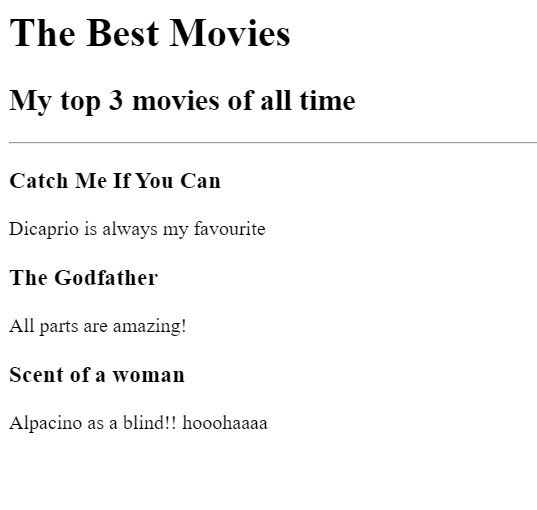 The Best Movies
My top 3 movies of all time
Catch Me If You Can
Dicaprio is always my favourite
The Godfather
All parts are amazing!
Scent of a woman
Alpacino as a blind!! hooohaaaa